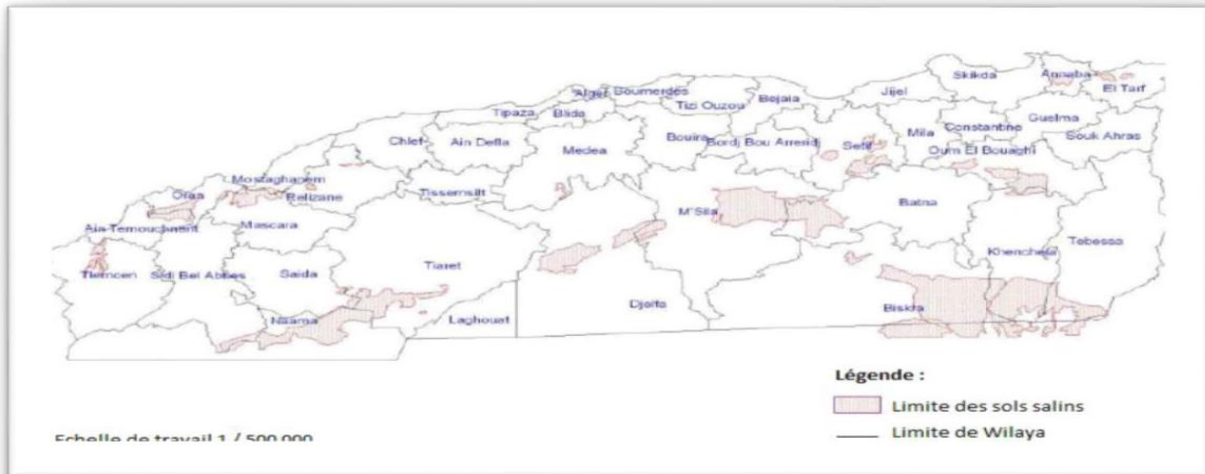 Skikda
Annaba
El Tarf
Alger
Boumerdes
Tizi Ouzou
Bejaia
Jijel
Tipaza
Blida
Guelma
Constantine
Mila
Souk Ahras
Chlef
Ain Defla
Medea
Bouira
Bordj Bou Arreridj
Setif
Oum El Bouaghi
Mostaghanem
Relizane
Tissemsilt
Oran
M'Sila
Batna
Ain Temouchnent
Mascara
Tebessa
Khenchela
Tlemcen
Sidi Bel Abbes
Saida
Tiaret
Djelfa
Biskra
Naama
Laghouat
Légende :
Limite des sols salins
Limite de Wilaya
Echelle de travail 1 / 500 000